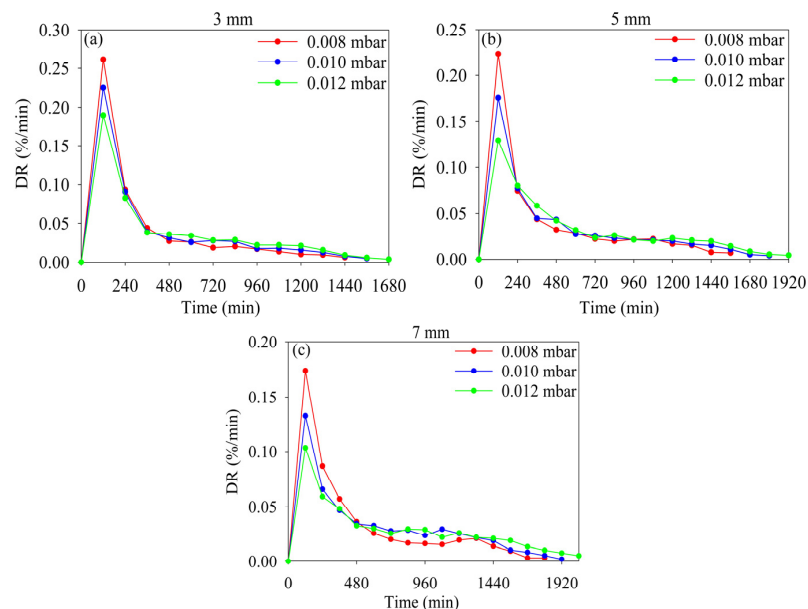 3 mm
(a)
0.008 mbar
0.010 mbar
0.012 mbar
DR (%/min)
0.30
0.25
0.20
0.15
0.10
0.05
0.00
0 240 480 720 960 1200 1440 1680
Time (min)
5 mm
(b)
0.008 mbar
0.010 mbar
0.012 mbar
DR (%/min)
0.25
0.20
0.15
0.10
0.05
0.00
0 240 480 720 960 1200 1440 1680 1920
Time (min)
7 mm
(c)
0.008 mbar
0.010 mbar
0.012 mbar
DR (%/min)
0.20
0.15
0.10
0.05
0.00
0 480 960 1440 1920
Time (min)